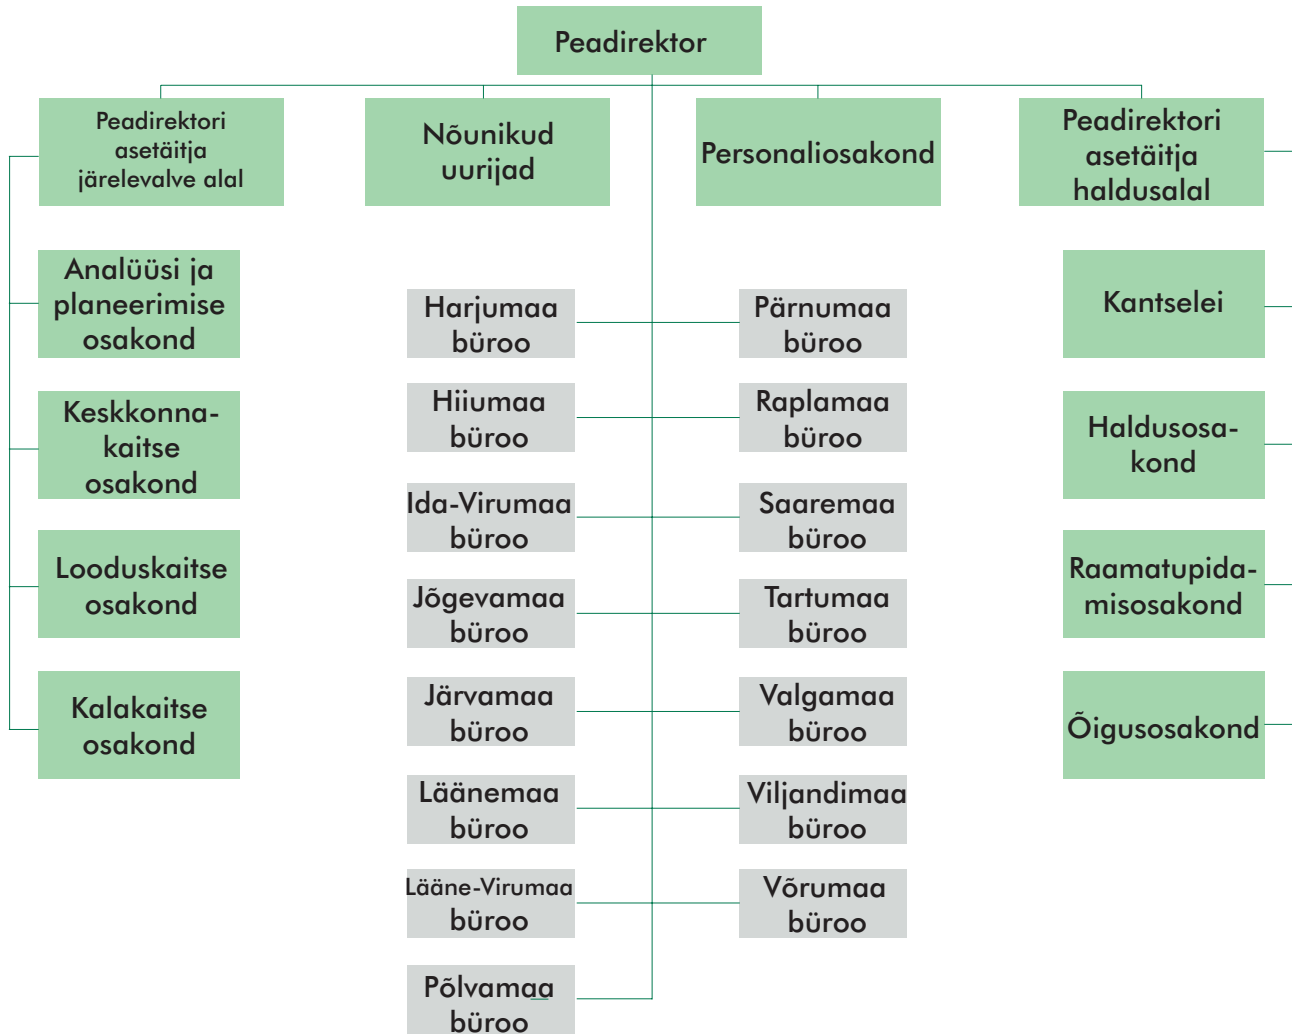 Peadirektor
Peadirektori
asetäitja
järelevalve alal
Nõunikud
uurijad
Personaliosakond
Peadirektori
asetäitja
haldusalal
Analüüsi ja
planeerimise
osakond
Keskkonna-
kaitse
osakond
Looduskaitse
osakond
Kalakaitse
osakond
Harjumaa
büroo
Hiiumaa
büroo
Ida-Virumaa
büroo
Jõgevamaa
büroo
Järvamaa
büroo
Läänemaa
büroo
Lääne-Virumaa
büroo
Põlvamaa
büroo
Pärnumaa
büroo
Raplamaa
büroo
Saaremaa
büroo
Tartumaa
büroo
Valgamaa
büroo
Viljandimaa
büroo
Võrumaa
büroo
Kantselei
Haldusosa-
kond
Raamatupida-
misosakond
Õigusosakond